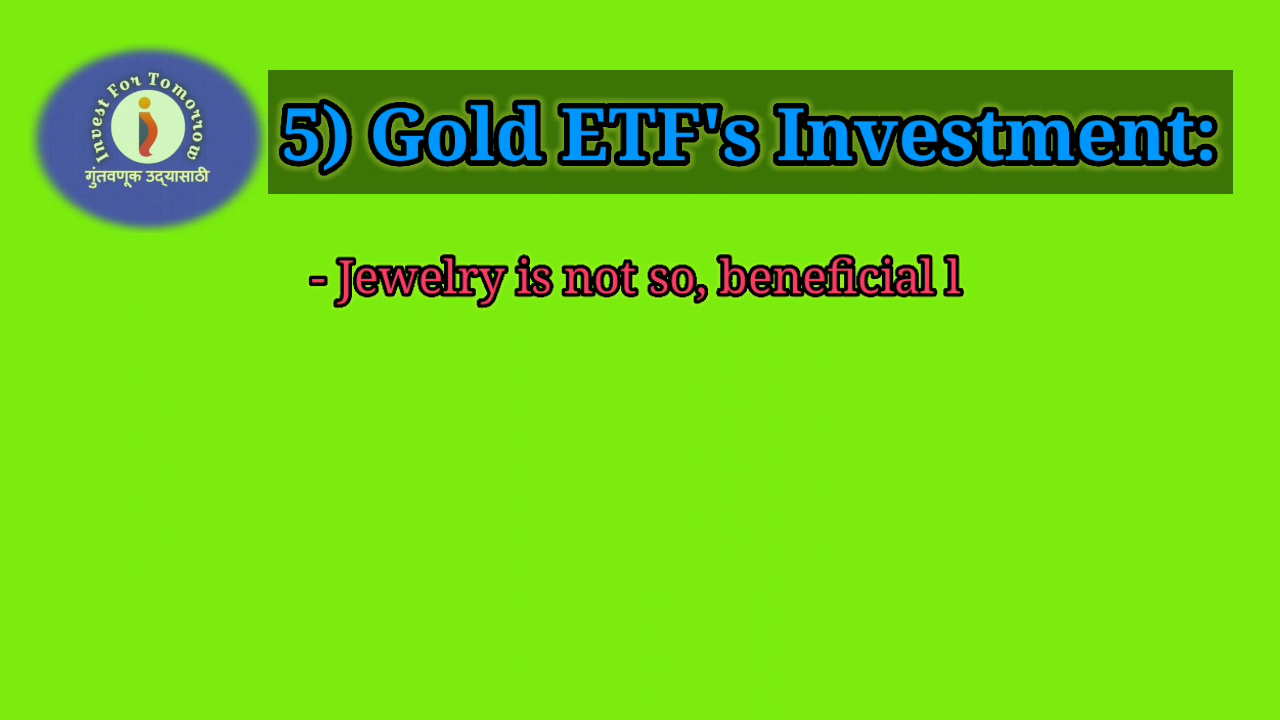 Invest For Tomorrow
गुंतवणूक उद्यासाठी
5) Gold ETF's Investment:
- Jewelry is not so, beneficial l